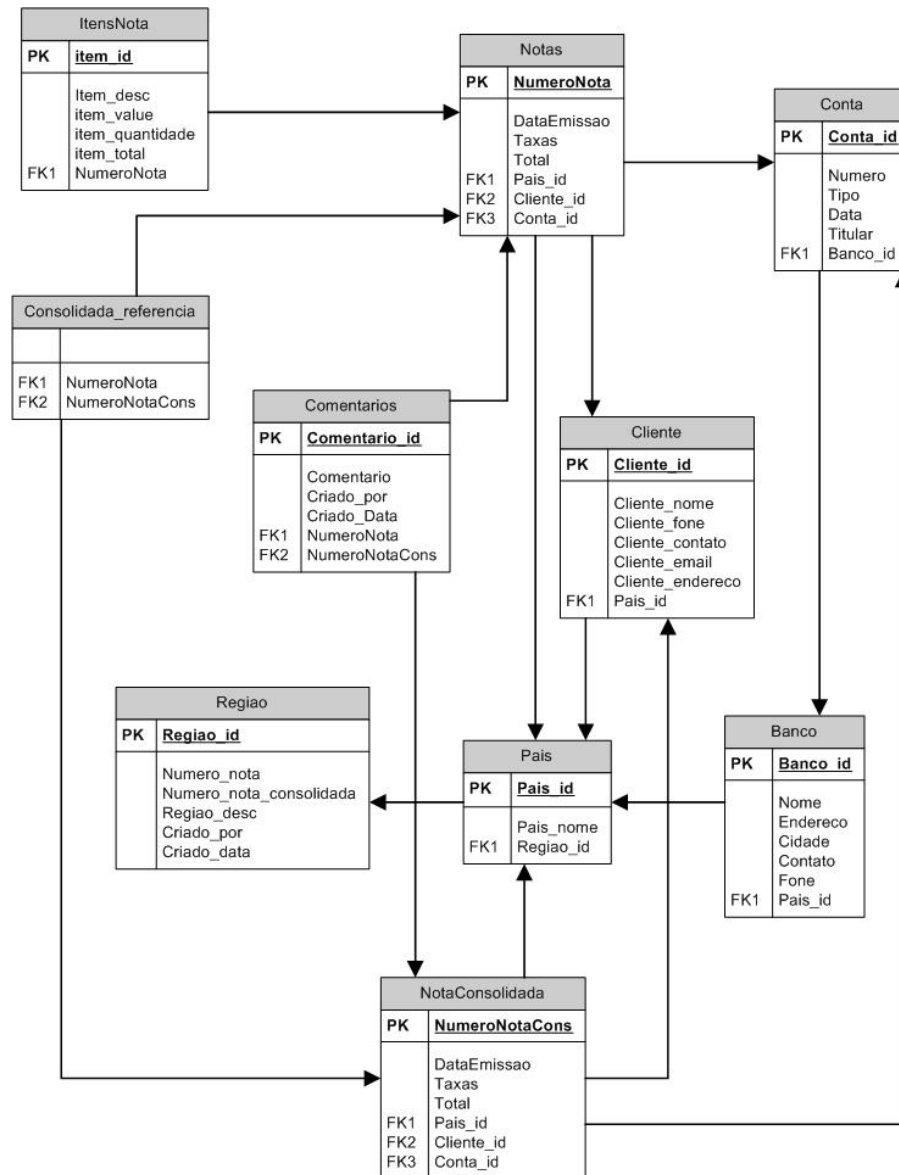 ItensNota
PK item_id
Item_desc
item_value
item_quantidade
item_total
FK1 NumeroNota
Notas
PK NumeroNota
DataEmissao
Taxas
Total
FK1 Pais_id
FK2 Cliente_id
FK3 Conta_id
Conta
PK Conta_id
Numero
Tipo
Data
Titular
FK1 Banco_id
Consolidada_referencia
FK1 NumeroNota
FK2 NumeroNotaCons
Comentarios
PK Comentario_id
Comentario
Criado_por
Criado_Data
FK1 NumeroNota
FK2 NumeroNotaCons
Cliente
PK Cliente_id
Cliente_nome
Cliente_fone
Cliente_contato
Cliente_email
Cliente_endereco
FK1 Pais_id
Regiao
PK Regiao_id
Numero_nota
Numero_nota_consolidada
Regiao_desc
Criado_por
Criado_data
Pais
PK Pais_id
Pais_nome
FK1 Regiao_id
Banco
PK Banco_id
Nome
Endereco
Cidade
Contato
Fone
FK1 Pais_id
NotaConsolidada
PK NumeroNotaCons
DataEmissao
Taxas
Total
FK1 Pais_id
FK2 Cliente_id
FK3 Conta_id